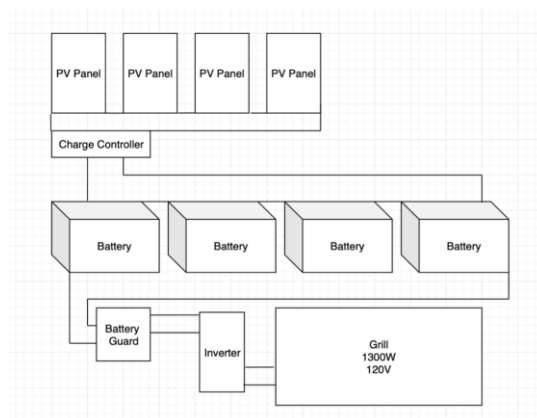 PV Panel
PV Panel
PV Panel
PV Panel
Charge Controller
Battery
Battery
Battery
Battery
Battery
Guard
Inverter
Grill
1300W
120V